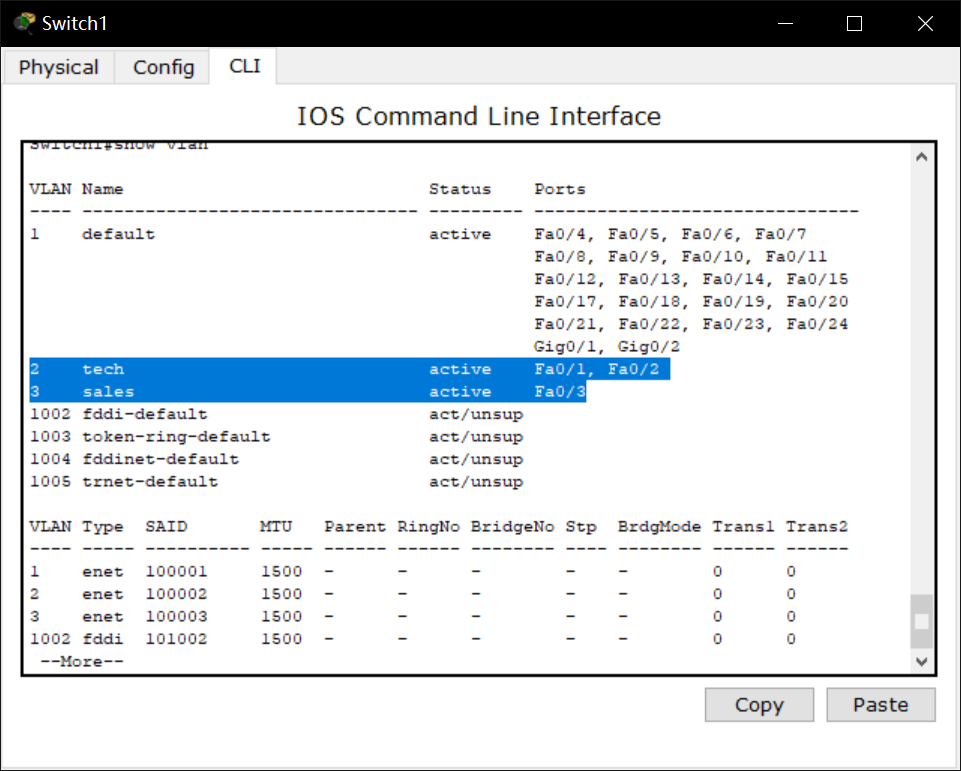 Switch1
Physical Config CLI
IOS Command Line Interface
Switch1#show vlan
VLAN Name                             Status    Ports
---- -------------------------------- --------- -------------------------------
1    default                          active    Fa0/4, Fa0/5, Fa0/6, Fa0/7
                                                Fa0/8, Fa0/9, Fa0/10, Fa0/11
                                                Fa0/12, Fa0/13, Fa0/14, Fa0/15
                                                Fa0/17, Fa0/18, Fa0/19, Fa0/20
                                                Fa0/21, Fa0/22, Fa0/23, Fa0/24
                                                Gig0/1, Gig0/2
2    tech                             active    Fa0/1, Fa0/2
3    sales                            active    Fa0/3
1002 fddi-default                     act/unsup
1003 token-ring-default               act/unsup
1004 fddinet-default                  act/unsup
1005 trnet-default                    act/unsup
VLAN Type  SAID       MTU   Parent RingNo BridgeNo Stp  BrdgMode Trans1 Trans2
---- ----- ---------- ----- ------ ------ -------- ---- -------- ------ ------
1    enet  100001     1500  -      -      -        -    -        0      0
2    enet  100002     1500  -      -      -        -    -        0      0
3    enet  100003     1500  -      -      -        -    -        0      0
1002 fddi  101002     1500  -      -      -        -    -        0      0
 --More--
Copy Paste